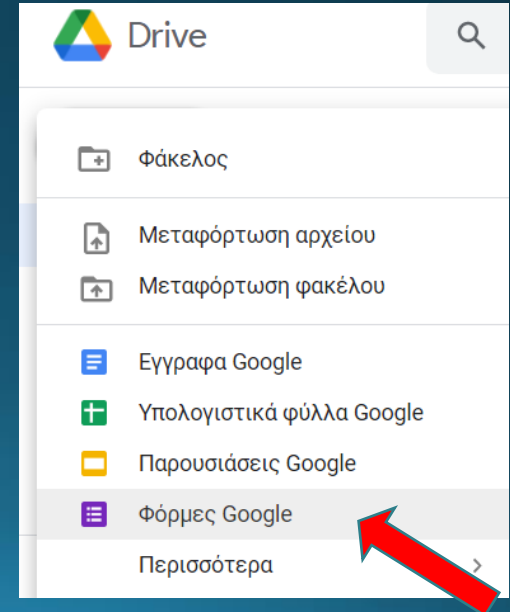 Drive
Φάκελος
Μεταφόρτωση αρχείου
Μεταφόρτωση φακέλου
Εγγραφα Google
Υπολογιστικά φύλλα Google
Παρουσιάσεις Google
Φόρμες Google
Περισσότερα